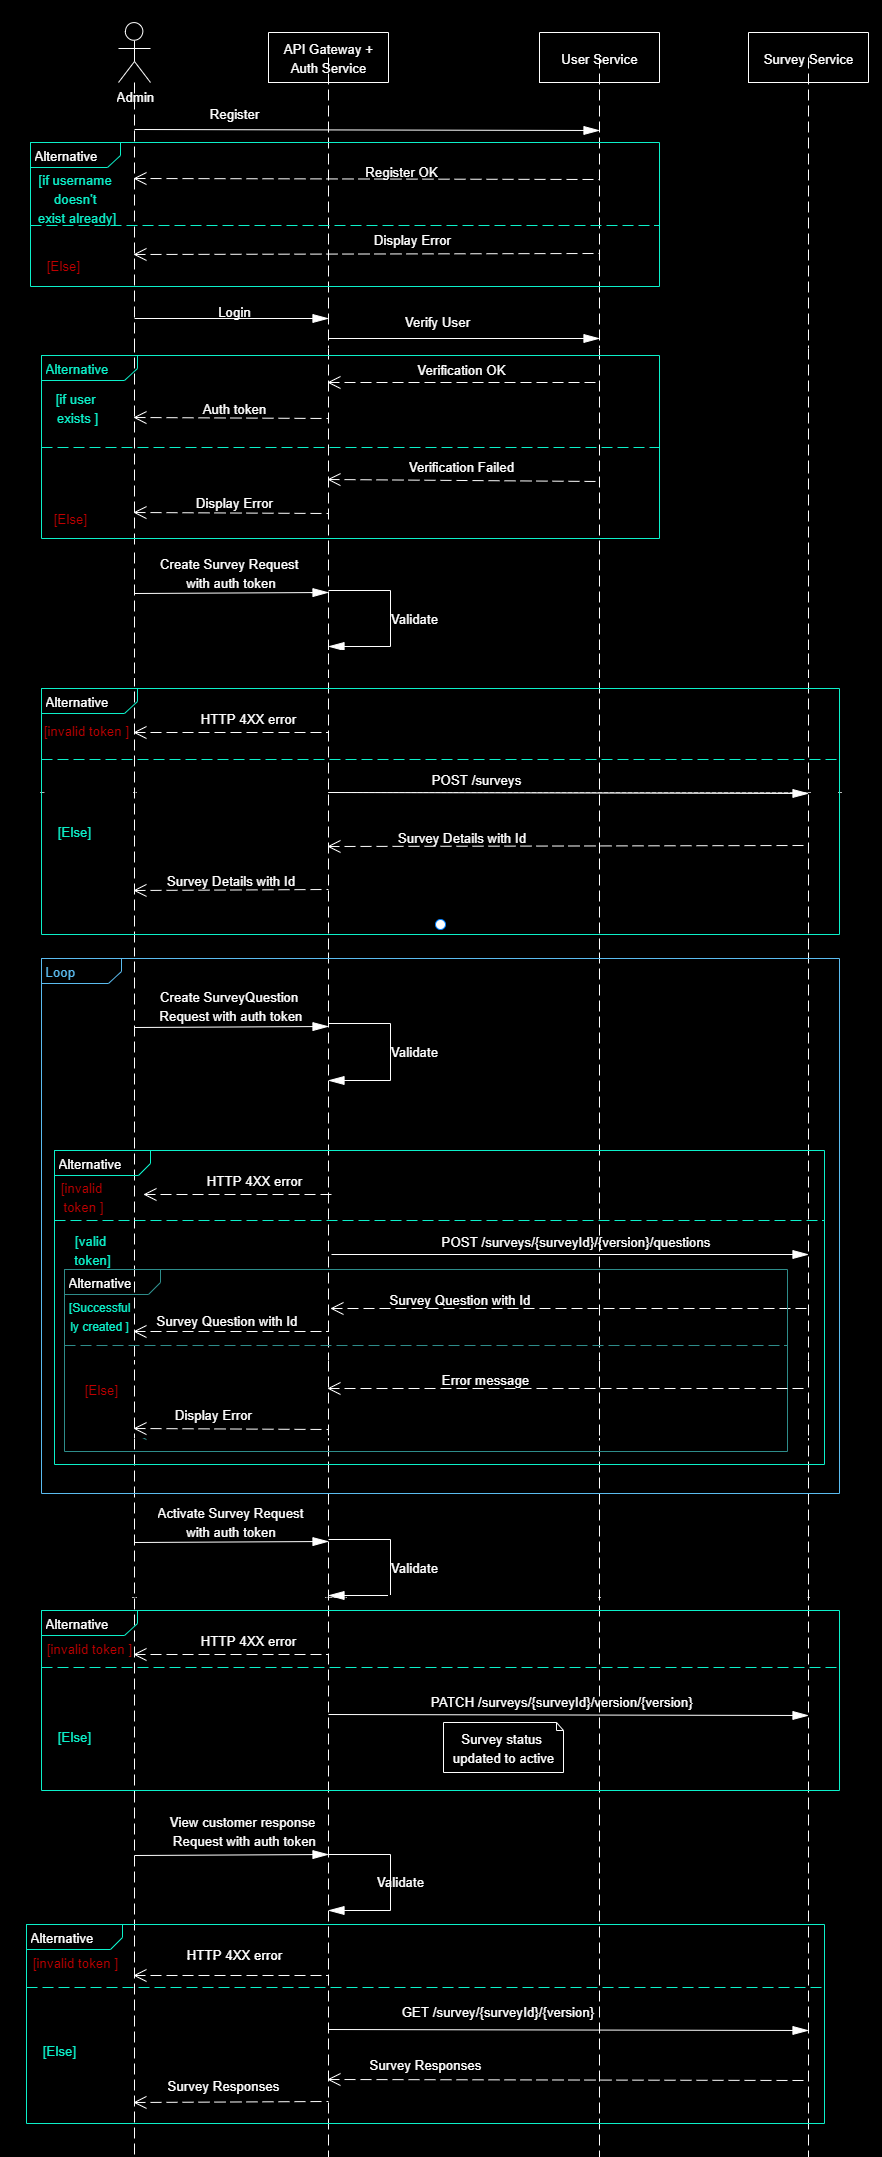 API Gateway +
Auth Service
User Service
Survey Service
Admin
Register
Alternative
Register OK
[if username
doesn't
exist already]
Display Error
[Else]
Login
Verify User
Alternative
Verification OK
[if user
exists ]
Auth token
Verification Failed
Display Error
[Else]
Create Survey Request
with auth token
Validate
Alternative
HTTP 4XX error
[invalid token ]
POST /surveys
[Else]
Survey Details with Id
Survey Details with Id
Loop
Create SurveyQuestion
Request with auth token
Validate
Alternative
HTTP 4XX error
[invalid
token ]
[valid
token]
POST /surveys/{surveyId}/{version}/questions
Alternative
Survey Question with Id
[Successful
ly created ]
Survey Question with Id
Error message
[Else]
Display Error
Activate Survey Request
with auth token
Validate
Alternative
HTTP 4XX error
[invalid token ]
PATCH /surveys/{surveyId}/version/{version}
[Else]
Survey status
updated to active
View customer response
Request with auth token
Validate
Alternative
HTTP 4XX error
[invalid token ]
GET /survey/{surveyId}/{version}
[Else]
Survey Responses
Survey Responses